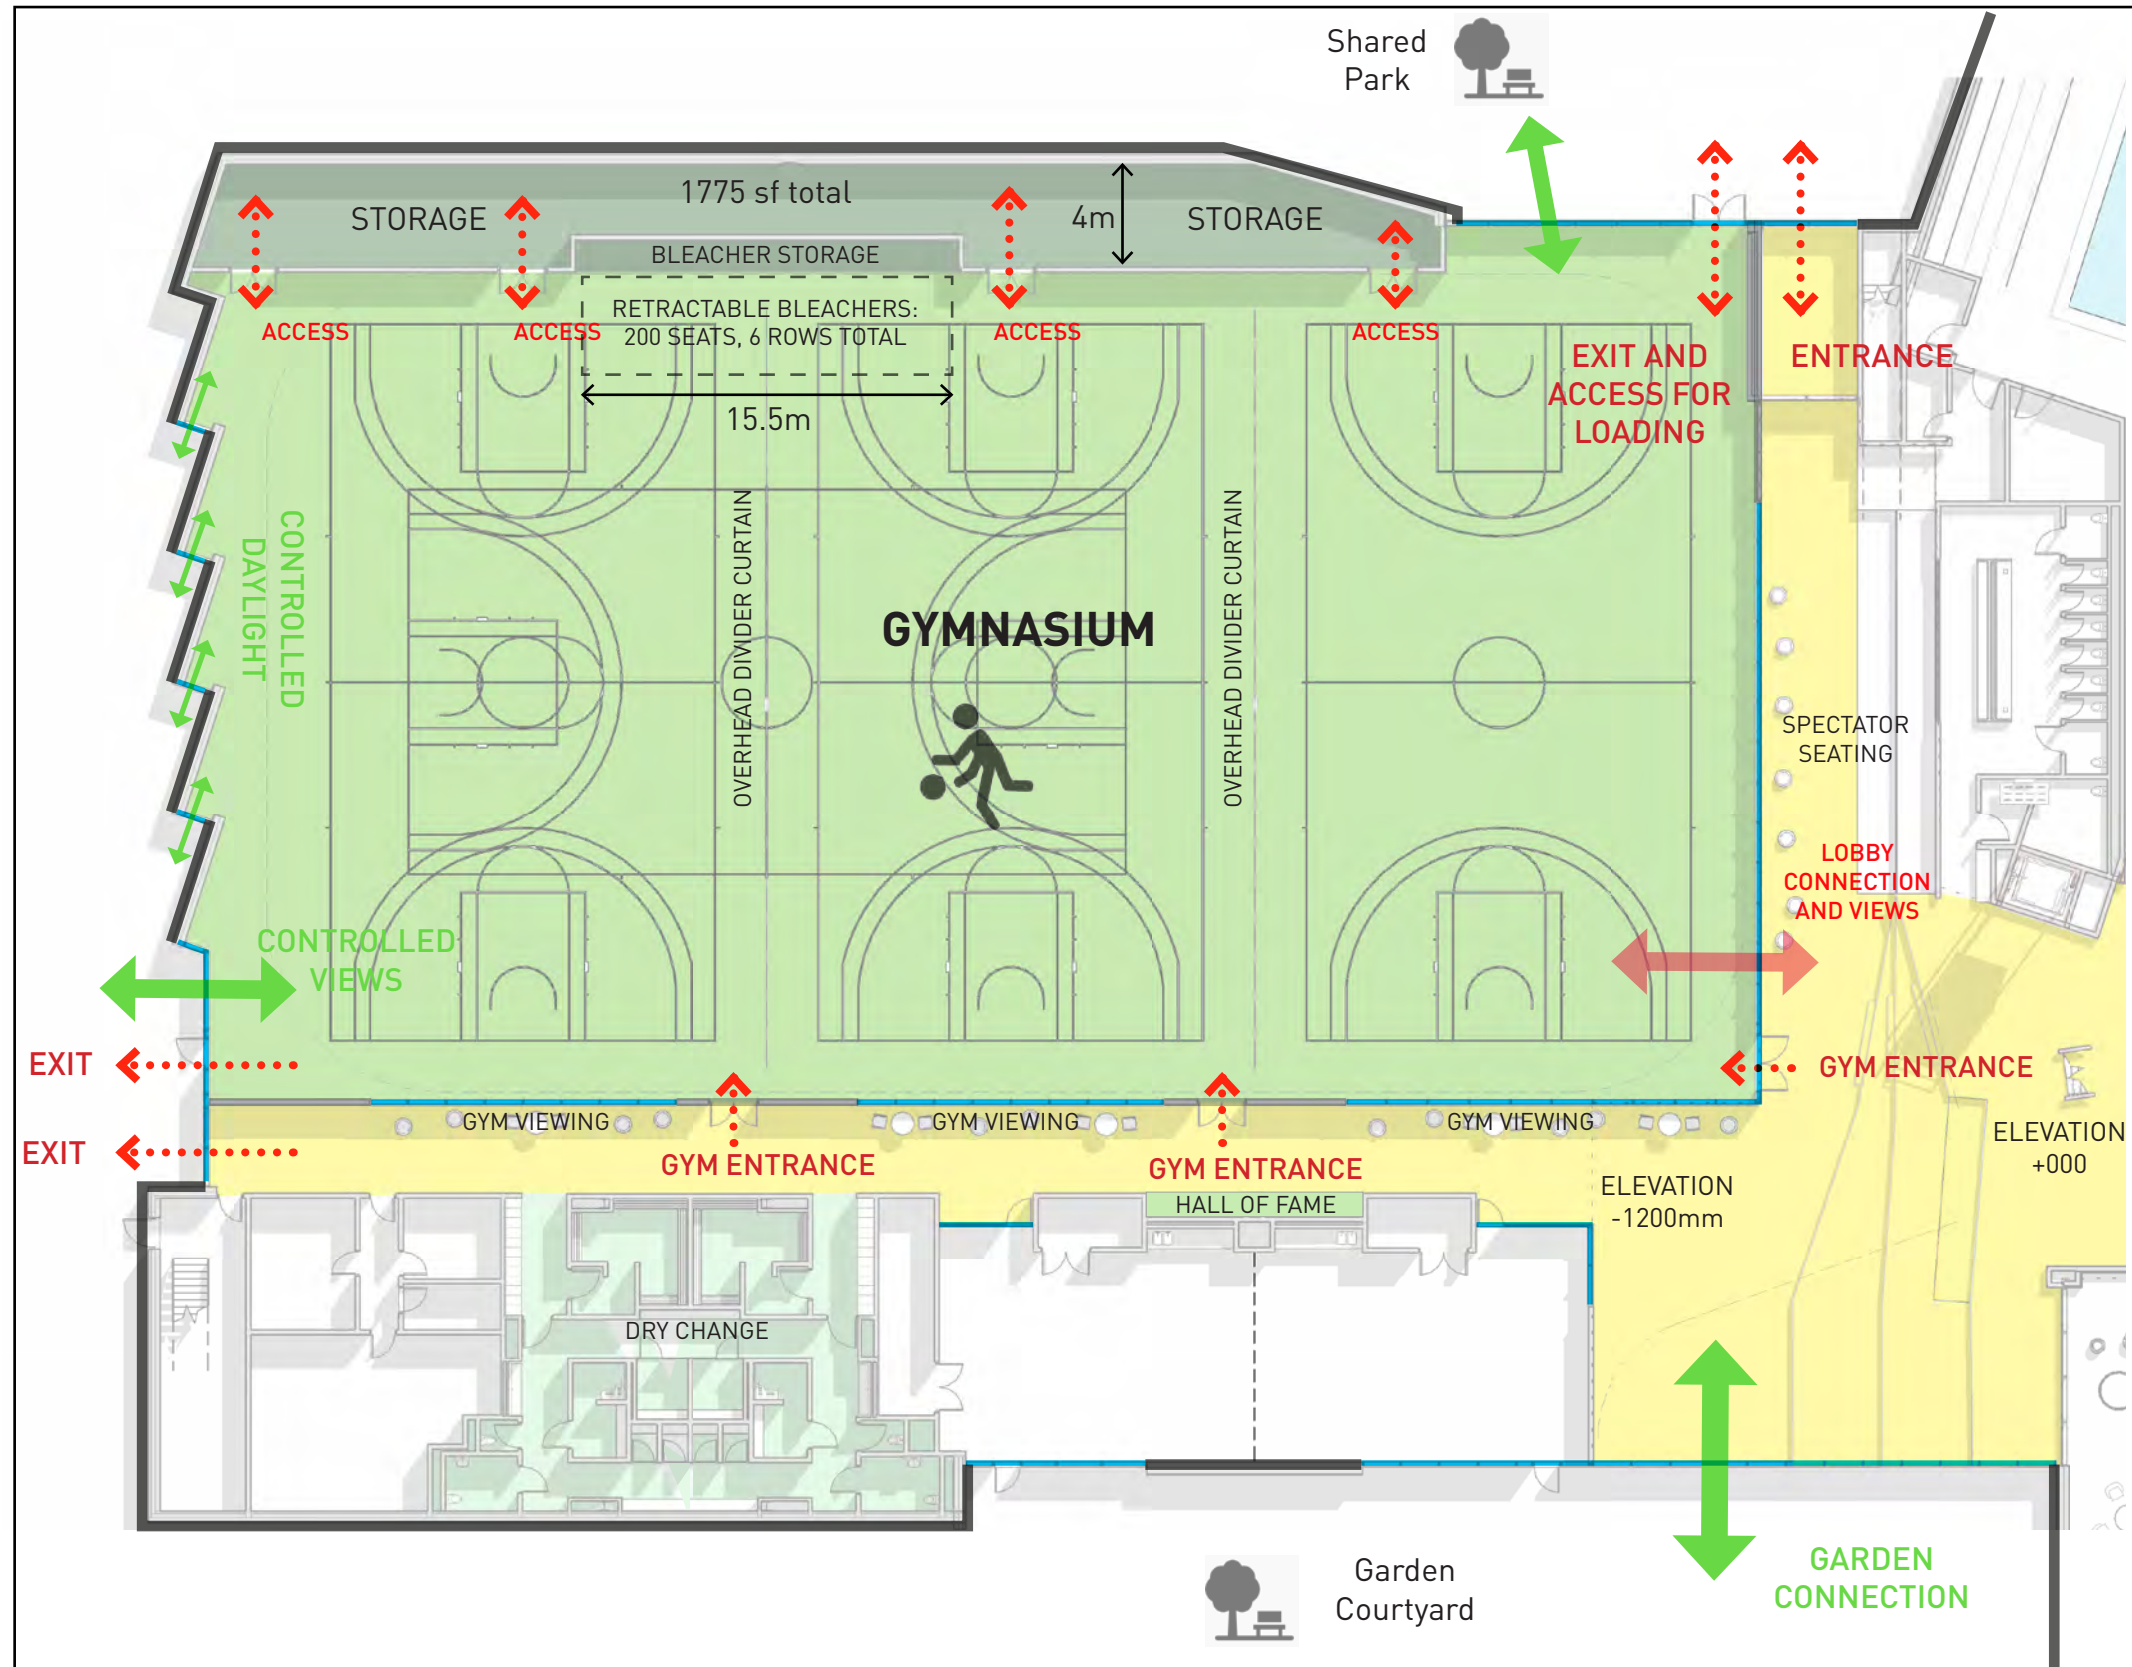 Shared
Park
1775 sf total
STORAGE
4m
STORAGE
BLEACHER STORAGE
RETRACTABLE BLEACHERS:
200 SEATS, 6 ROWS TOTAL
ACCESS
ACCESS
ACCESS
ACCESS
15.5m
EXIT AND
ACCESS FOR
LOADING
ENTRANCE
CONTROLLED
DAYLIGHT
OVERHEAD DIVIDER CURTAIN
OVERHEAD DIVIDER CURTAIN
GYMNASIUM
SPECTATOR
SEATING
LOBBY
CONNECTION
AND VIEWS
CONTROLLED
VIEWS
EXIT
GYM ENTRANCE
GYM VIEWING
GYM VIEWING
GYM VIEWING
EXIT
GYM ENTRANCE
GYM ENTRANCE
ELEVATION
+000
HALL OF FAME
ELEVATION
-1200mm
DRY CHANGE
Garden
Courtyard
GARDEN
CONNECTION